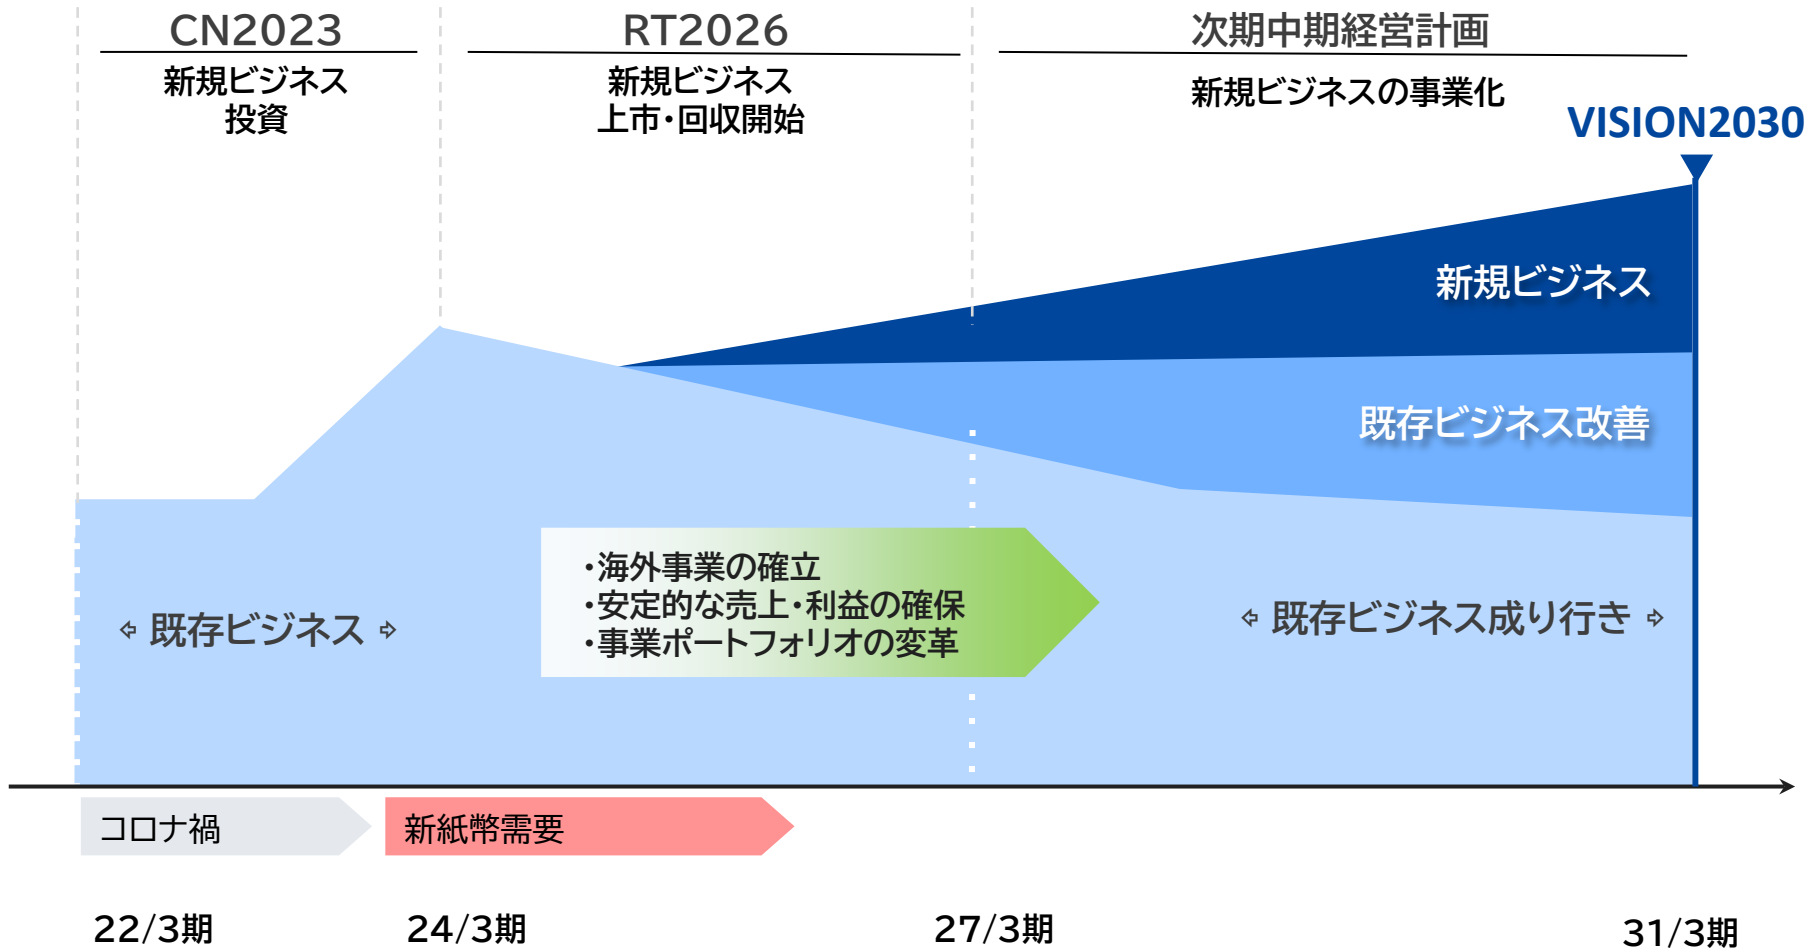 CN2023
新規ビジネス
投資
RT2026
新規ビジネス
上市・回収開始
次期中期経営計画
新規ビジネスの事業化
VISION2030
新規ビジネス
既存ビジネス改善
・海外事業の確立
・安定的な売上・利益の確保
・事業ポートフォリオの変革
既存ビジネス
既存ビジネス成り行き
コロナ禍
新紙幣需要
22/3期
24/3期
27/3期
31/3期